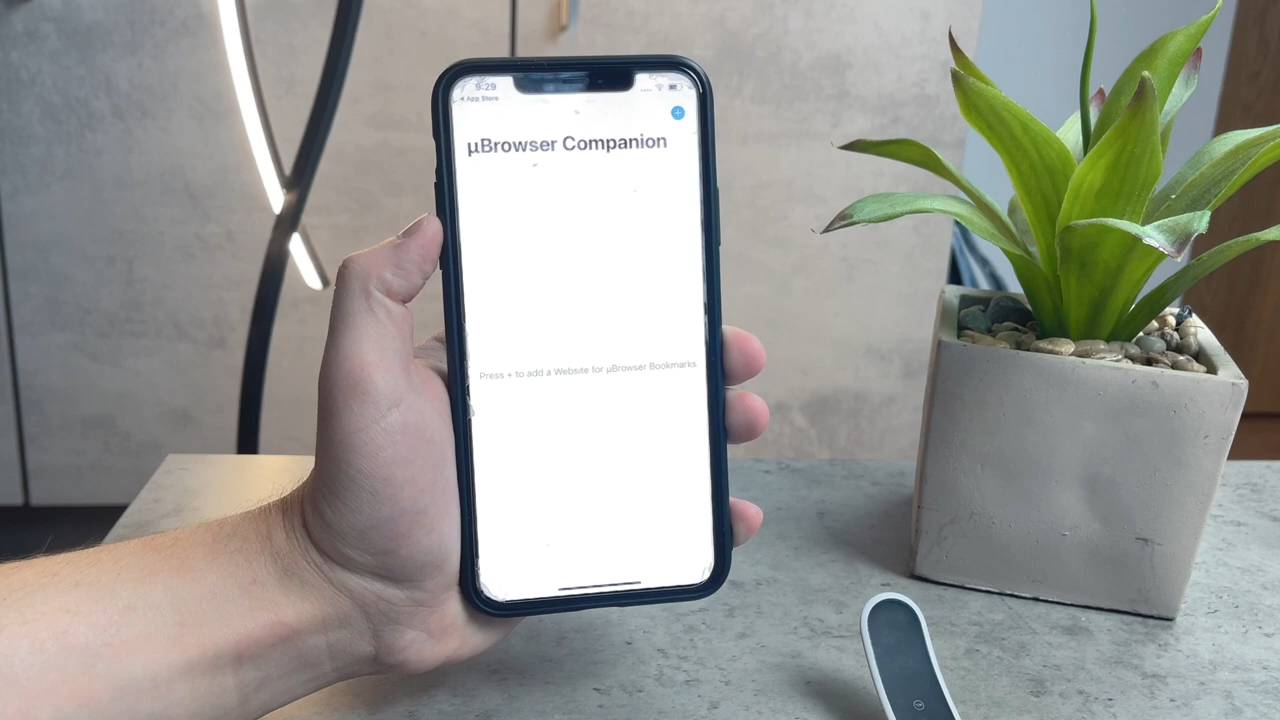 9:29
◀ App Store
µBrowser Companion
Press + to add a Website for µBrowser Bookmarks